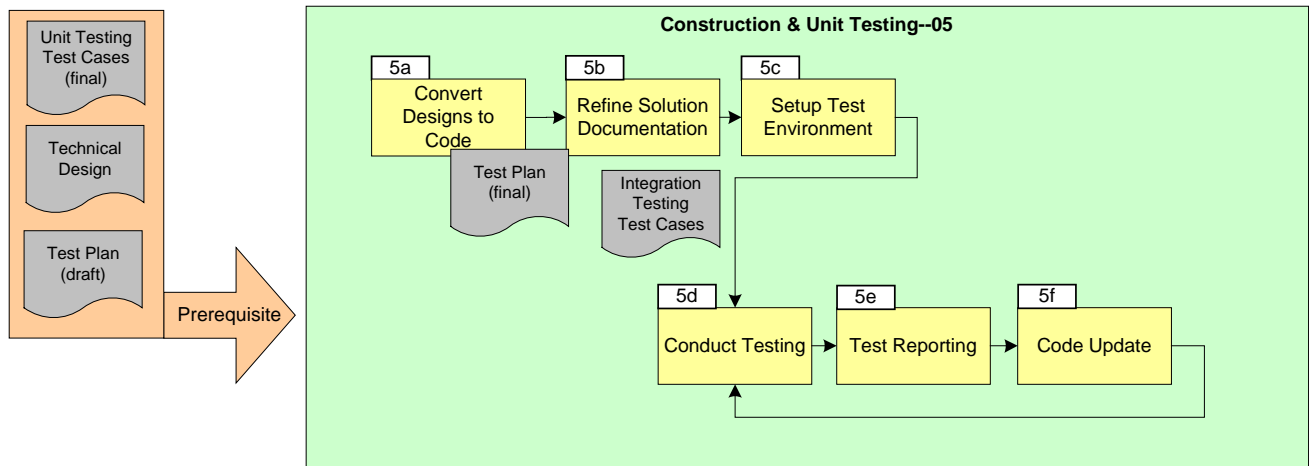 Unit Testing
Test Cases
(final)
Technical
Design
Test Plan
(draft)
Prerequisite
Construction & Unit Testing--05
5a
Convert
Designs to
Code
5b
Refine Solution
Documentation
5c
Setup Test
Environment
Test Plan
(final)
Integration
Testing
Test Cases
5d
Conduct Testing
5e
Test Reporting
5f
Code Update